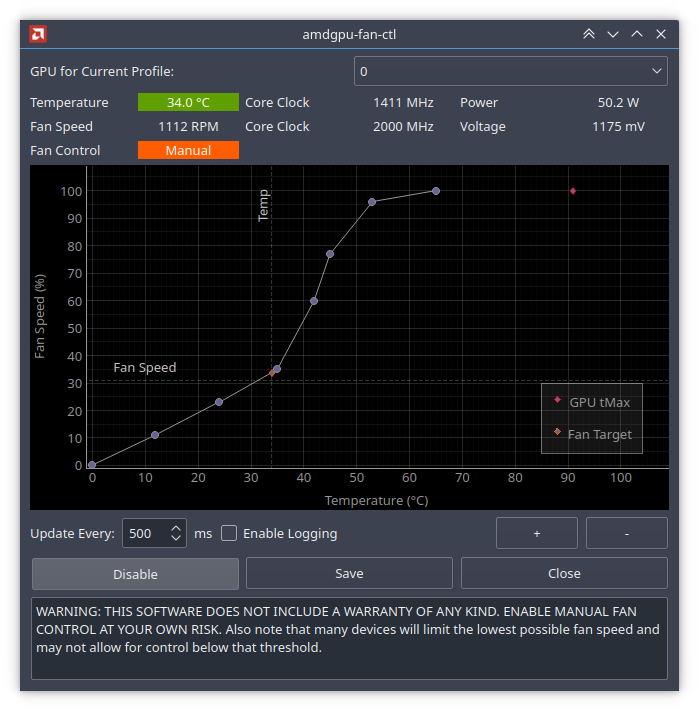 amdgpu-fan-ctl
GPU for Current Profile: 0
Temperature 34.0 °C Core Clock 1411 MHz Power 50.2 W
Fan Speed 1112 RPM Core Clock 2000 MHz Voltage 1175 mV
Fan Control Manual
Temp
Fan Speed (%)
100
90
80
70
60
50
40
30
20
10
0
Fan Speed
GPU tMax
Fan Target
0 10 20 30 40 50 60 70 80 90 100
Temperature (°C)
Update Every: 500 ms Enable Logging + -
Disable Save Close
WARNING: THIS SOFTWARE DOES NOT INCLUDE A WARRANTY OF ANY KIND. ENABLE MANUAL FAN
CONTROL AT YOUR OWN RISK. Also note that many devices will limit the lowest possible fan speed and
may not allow for control below that threshold.